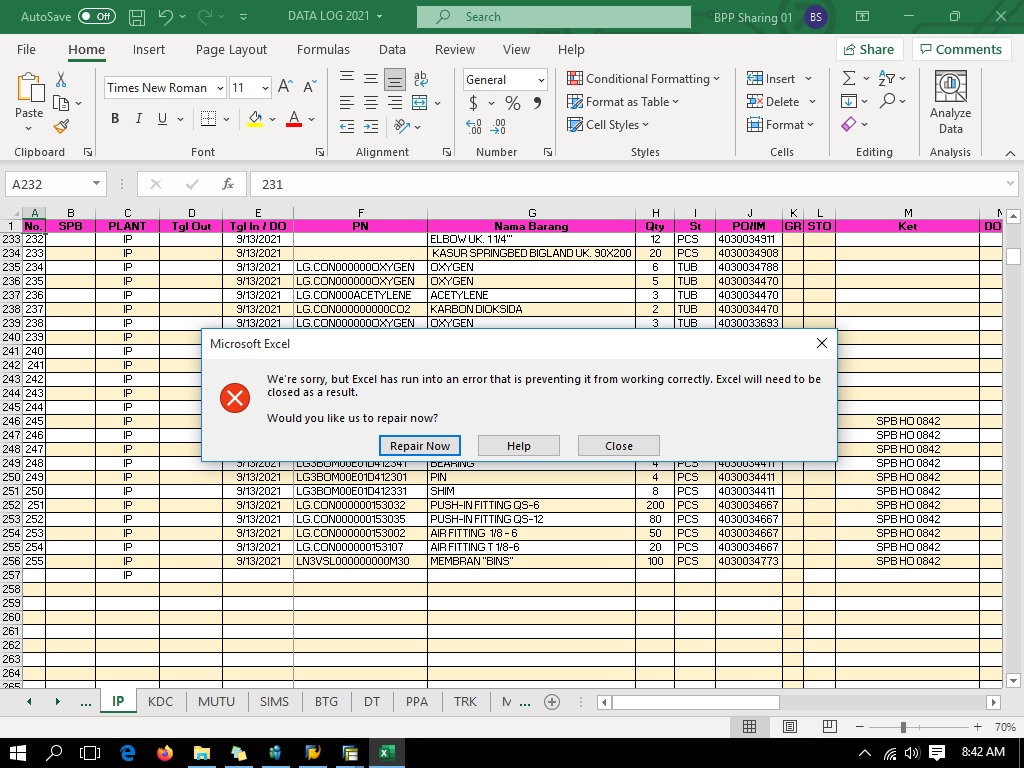 AutoSave Off DATA LOG 2021 Search BPP Sharing 01 BS
File Home Insert Page Layout Formulas Data Review View Help Share Comments
Paste Times New Roman 11 A A ab General Conditional Formatting Insert Analyze Data
B I U A $ % Format as Table Delete
Cell Styles Format
Clipboard Font Alignment Number Styles Cells Editing Analysis
A232 fx 231
A B C D E F G H I J K L M
1 No. SPB PLANT Tgl Out Tgl In / DO PN Nama Barang Qty St PO/IM GR STO Ket DO
233 232 IP 9/13/2021 ELBOW UK. 1 1/4" 12 PCS 4030034911
234 233 IP 9/13/2021 KASUR SPRINGBED BIGLAND UK. 90X200 20 PCS 4030034908
235 234 IP 9/13/2021 LG.CON000000OXYGEN OXYGEN 6 TUB 4030034788
236 235 IP 9/13/2021 LG.CON000000OXYGEN OXYGEN 5 TUB 4030034470
237 236 IP 9/13/2021 LG.CON000ACETYLENE ACETYLENE 3 TUB 4030034470
238 237 IP 9/13/2021 LG.CON000000000CO2 KARBON DIOKSIDA 2 TUB 4030034470
239 238 IP 9/13/2021 LG.CON000000OXYGEN OXYGEN 3 TUB 4030033693
240 239 IP
241 240 IP
242 241 IP
243 242 IP
244 243 IP
245 244 IP
246 245 IP SPB HO 0842
247 246 IP SPB HO 0842
248 247 IP SPB HO 0842
Microsoft Excel
We're sorry, but Excel has run into an error that is preventing it from working correctly. Excel will need to be
closed as a result.
Would you like us to repair now?
Repair Now Help Close
249 248 IP 9/13/2021 LG3BOM00E01D412341 BEARING 4 PCS 4030034411 SPB HO 0842
250 249 IP 9/13/2021 LG3BOM00E01D412301 PIN 4 PCS 4030034411 SPB HO 0842
251 250 IP 9/13/2021 LG3BOM00E01D412331 SHIM 8 PCS 4030034411 SPB HO 0842
252 251 IP 9/13/2021 LG.CON000000153032 PUSH-IN FITTING QS-6 200 PCS 4030034667 SPB HO 0842
253 252 IP 9/13/2021 LG.CON000000153035 PUSH-IN FITTING QS-12 80 PCS 4030034667 SPB HO 0842
254 253 IP 9/13/2021 LG.CON000000153002 AIR FITTING 1/8 - 6 50 PCS 4030034667 SPB HO 0842
255 254 IP 9/13/2021 LG.CON000000153107 AIR FITTING T 1/8-6 20 PCS 4030034667 SPB HO 0842
256 255 IP 9/13/2021 LN3VSL000000000M30 MEMBRAN "BINS" 100 PCS 4030034773 SPB HO 0842
257 IP
258
259
260
261
262
263
264
265
... IP KDC MUTU SIMS BTG DT PPA TRK M ...
70%
8:42 AM